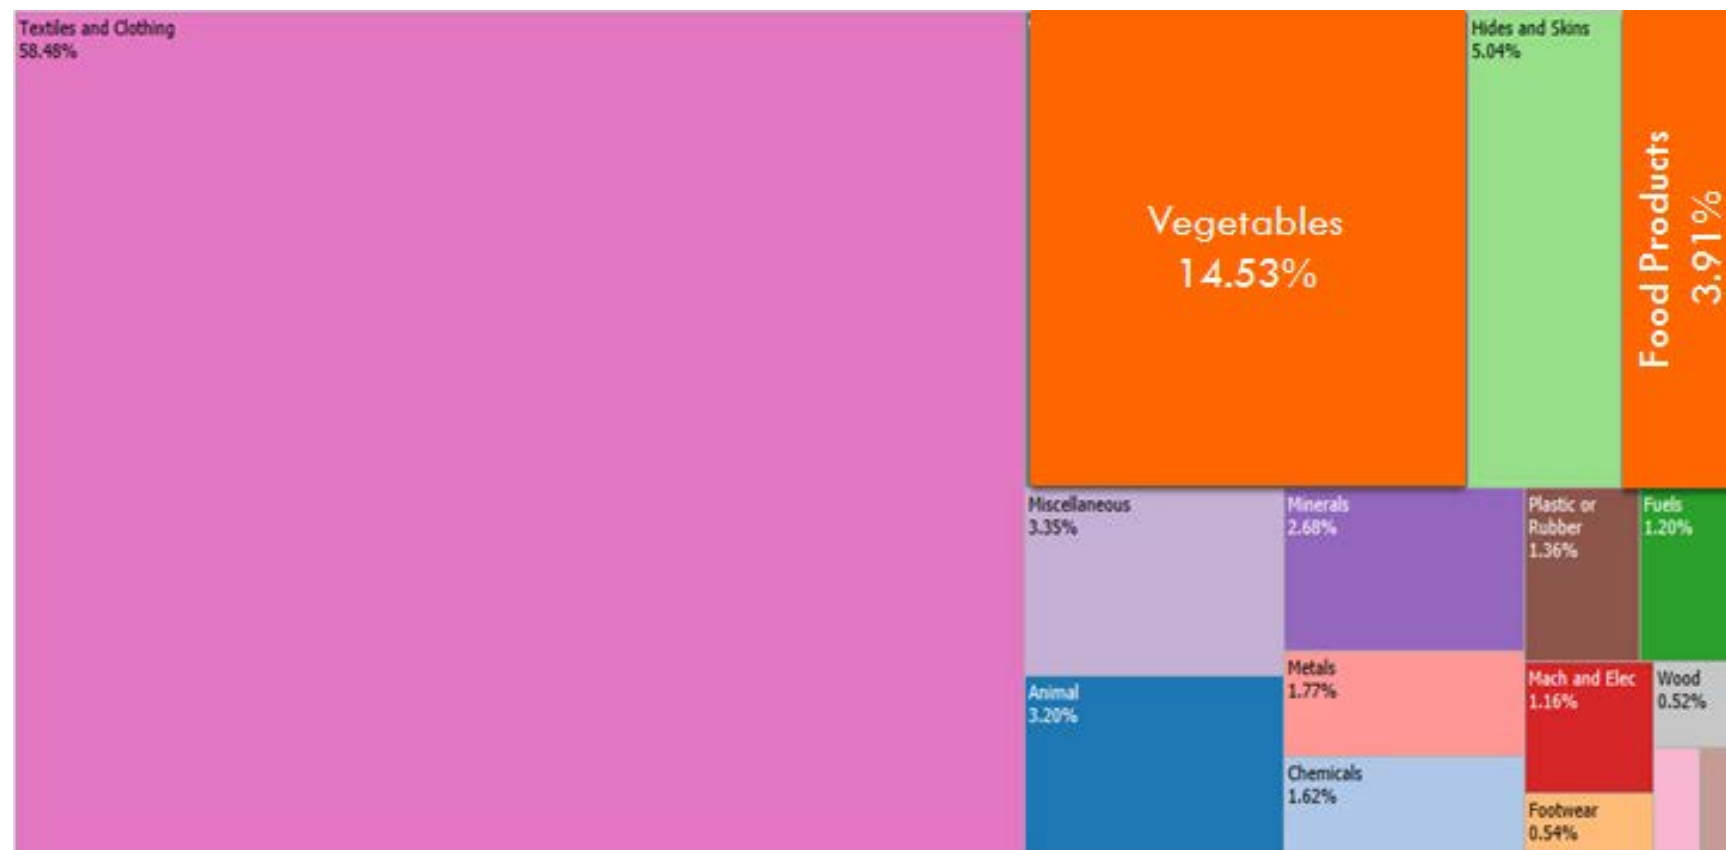 Textiles and Clothing
58.48%
Vegetables
14.53%
Hides and Skins
5.04%
Food Products
3.91%
Miscellaneous
3.35%
Minerals
2.68%
Plastic or
Rubber
1.36%
Fuels
1.20%
Animal
3.20%
Metals
1.77%
Mach and Elec
1.16%
Wood
0.52%
Chemicals
1.62%
Footwear
0.54%